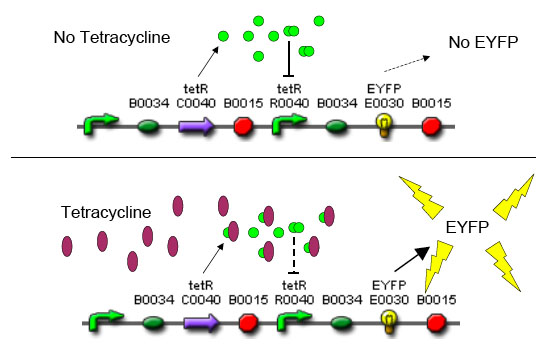 No Tetracycline
No EYFP
tetR tetR EYFP
B0034 C0040 B0015 R0040 B0034 E0030 B0015
Tetracycline
EYFP
tetR tetR EYFP
B0034 C0040 B0015 R0040 B0034 E0030 B0015